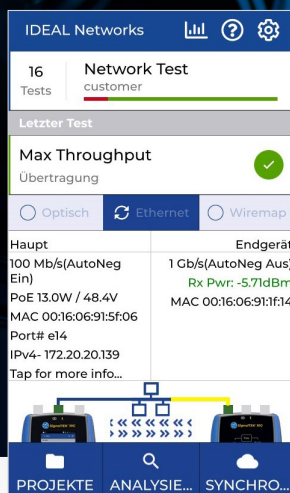 IDEAL Networks
16
Tests
Network Test
customer
Letzter Test
Max Throughput
Übertragung
Optisch
Ethernet
Wiremap
Haupt
100 Mb/s(AutoNeg
Ein)
PoE 13.0W / 48.4V
MAC 00:16:06:91:5f:06
Port# e14
IPv4- 172.20.20.139
Tap for more info...
Endgerät
1 Gb/s(AutoNeg Aus)
Rx Pwr: -5.71dBm
MAC 00:16:06:91:1f:14
PROJEKTE
ANALYSIE...
SYNCHRO...